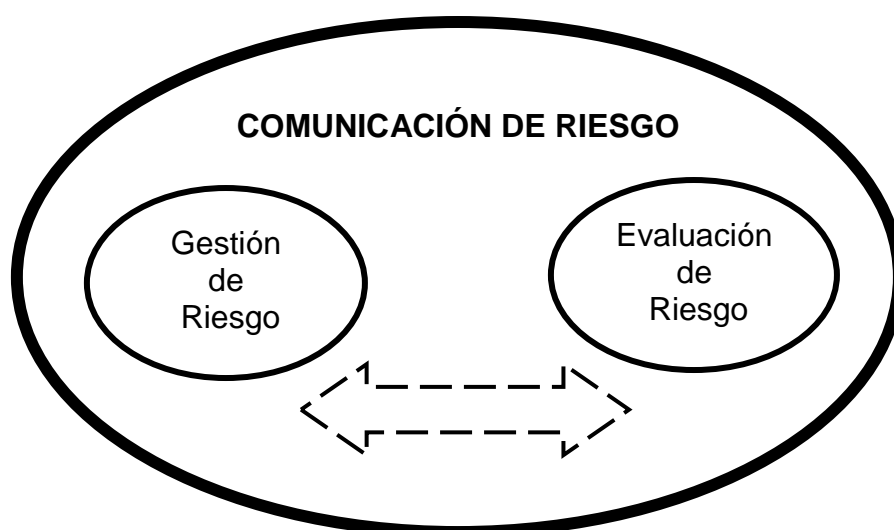 COMUNICACIÓN DE RIESGO
Gestión
de
Riesgo
Evaluación
de
Riesgo